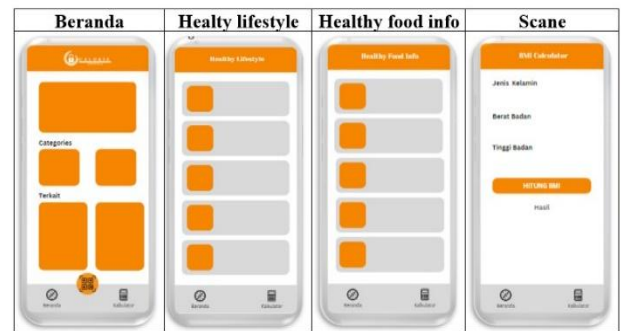 Beranda
Healty lifestyle
Healthy food info
Scane
Categories
Terkait
Beranda
Kalkulator
Healthy Lifestyle
Beranda
Kalkulator
Healthy Food Info
Beranda
Kalkulator
BMI Calculator
Jenis Kelamin
Berat Badan
Tinggi Badan
HITUNG BMI
Hasil
Beranda
Kalkulator